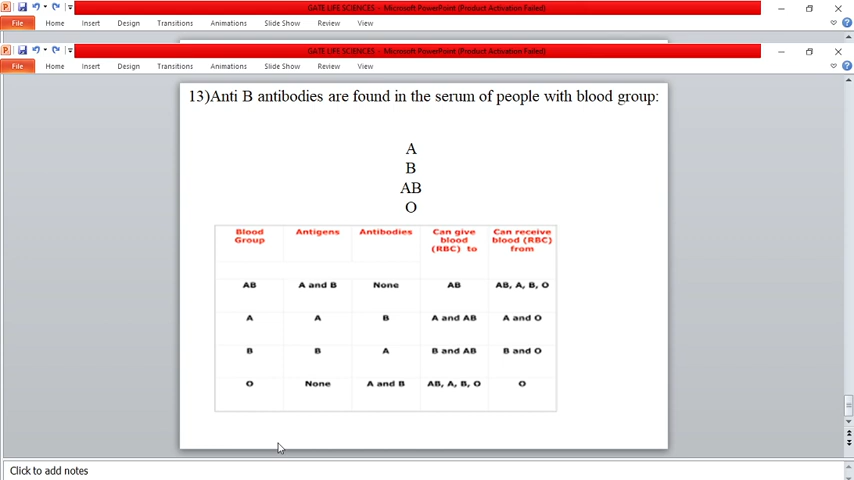 GATE LIFE SCIENCES - Microsoft PowerPoint (Product Activation Failed)
File Home Insert Design Transitions Animations Slide Show Review View
GATE LIFE SCIENCES - Microsoft PowerPoint (Product Activation Failed)
File Home Insert Design Transitions Animations Slide Show Review View
13)Anti B antibodies are found in the serum of people with blood group:
A
B
AB
O
Blood Group Antigens Antibodies Can give blood (RBC) to Can receive blood (RBC) from
AB A and B None AB AB, A, B, O
A A B A and AB A and O
B B A B and AB B and O
O None A and B AB, A, B, O O
Click to add notes